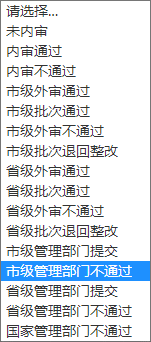 请选择...
未内审
内审通过
内审不通过
市级外审通过
市级批次通过
市级外审不通过
市级批次退回整改
省级外审通过
省级批次通过
省级外审不通过
省级批次退回整改
市级管理部门提交
市级管理部门不通过
省级管理部门提交
省级管理部门不通过
国家管理部门不通过